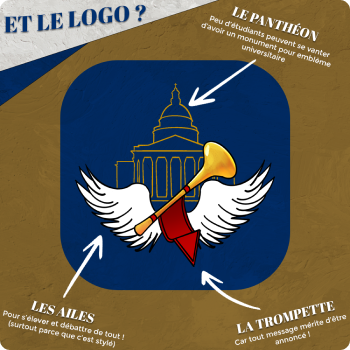 ET LE LOGO ?
LE PANTHÉON
Peu d'étudiants peuvent se vanter
d'avoir un monument pour emblème
universitaire
LES AILES
Pour s'élever et débattre de tout !
(surtout parce que c'est stylé)
LA TROMPETTE
Car tout message mérite d'être
annoncé !